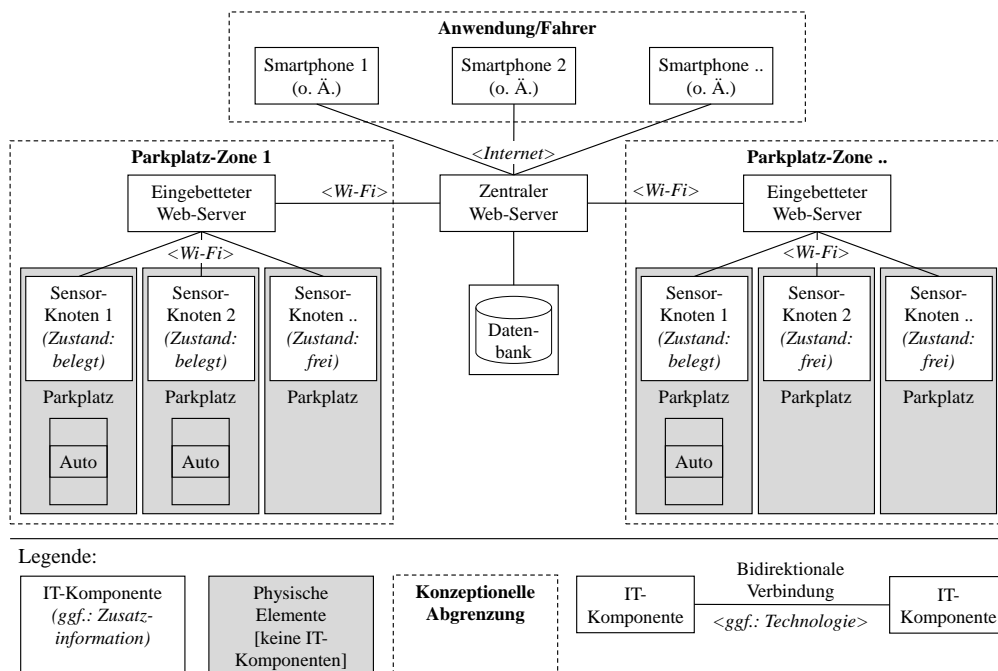 Anwendung/Fahrer
Smartphone 1
(o. Ä.)
Smartphone 2
(o. Ä.)
Smartphone ..
(o. Ä.)
<Internet>
Parkplatz-Zone 1
Eingebetteter
Web-Server
<Wi-Fi>
Zentraler
Web-Server
<Wi-Fi>
Parkplatz-Zone ..
Eingebetteter
Web-Server
<Wi-Fi>
Sensor-
Knoten 1
(Zustand:
belegt)
Parkplatz
Auto
Sensor-
Knoten 2
(Zustand:
belegt)
Parkplatz
Auto
Sensor-
Knoten ..
(Zustand:
frei)
Parkplatz
Daten-
bank
<Wi-Fi>
Sensor-
Knoten 1
(Zustand:
belegt)
Parkplatz
Auto
Sensor-
Knoten 2
(Zustand:
frei)
Parkplatz
Sensor-
Knoten ..
(Zustand:
frei)
Parkplatz
Legende:
IT-Komponente
(ggf.: Zusatz-
information)
Physische
Elemente
[keine IT-
Komponenten]
Konzeptionelle
Abgrenzung
IT-
Komponente
Bidirektionale
Verbindung
<ggf.: Technologie>
IT-
Komponente